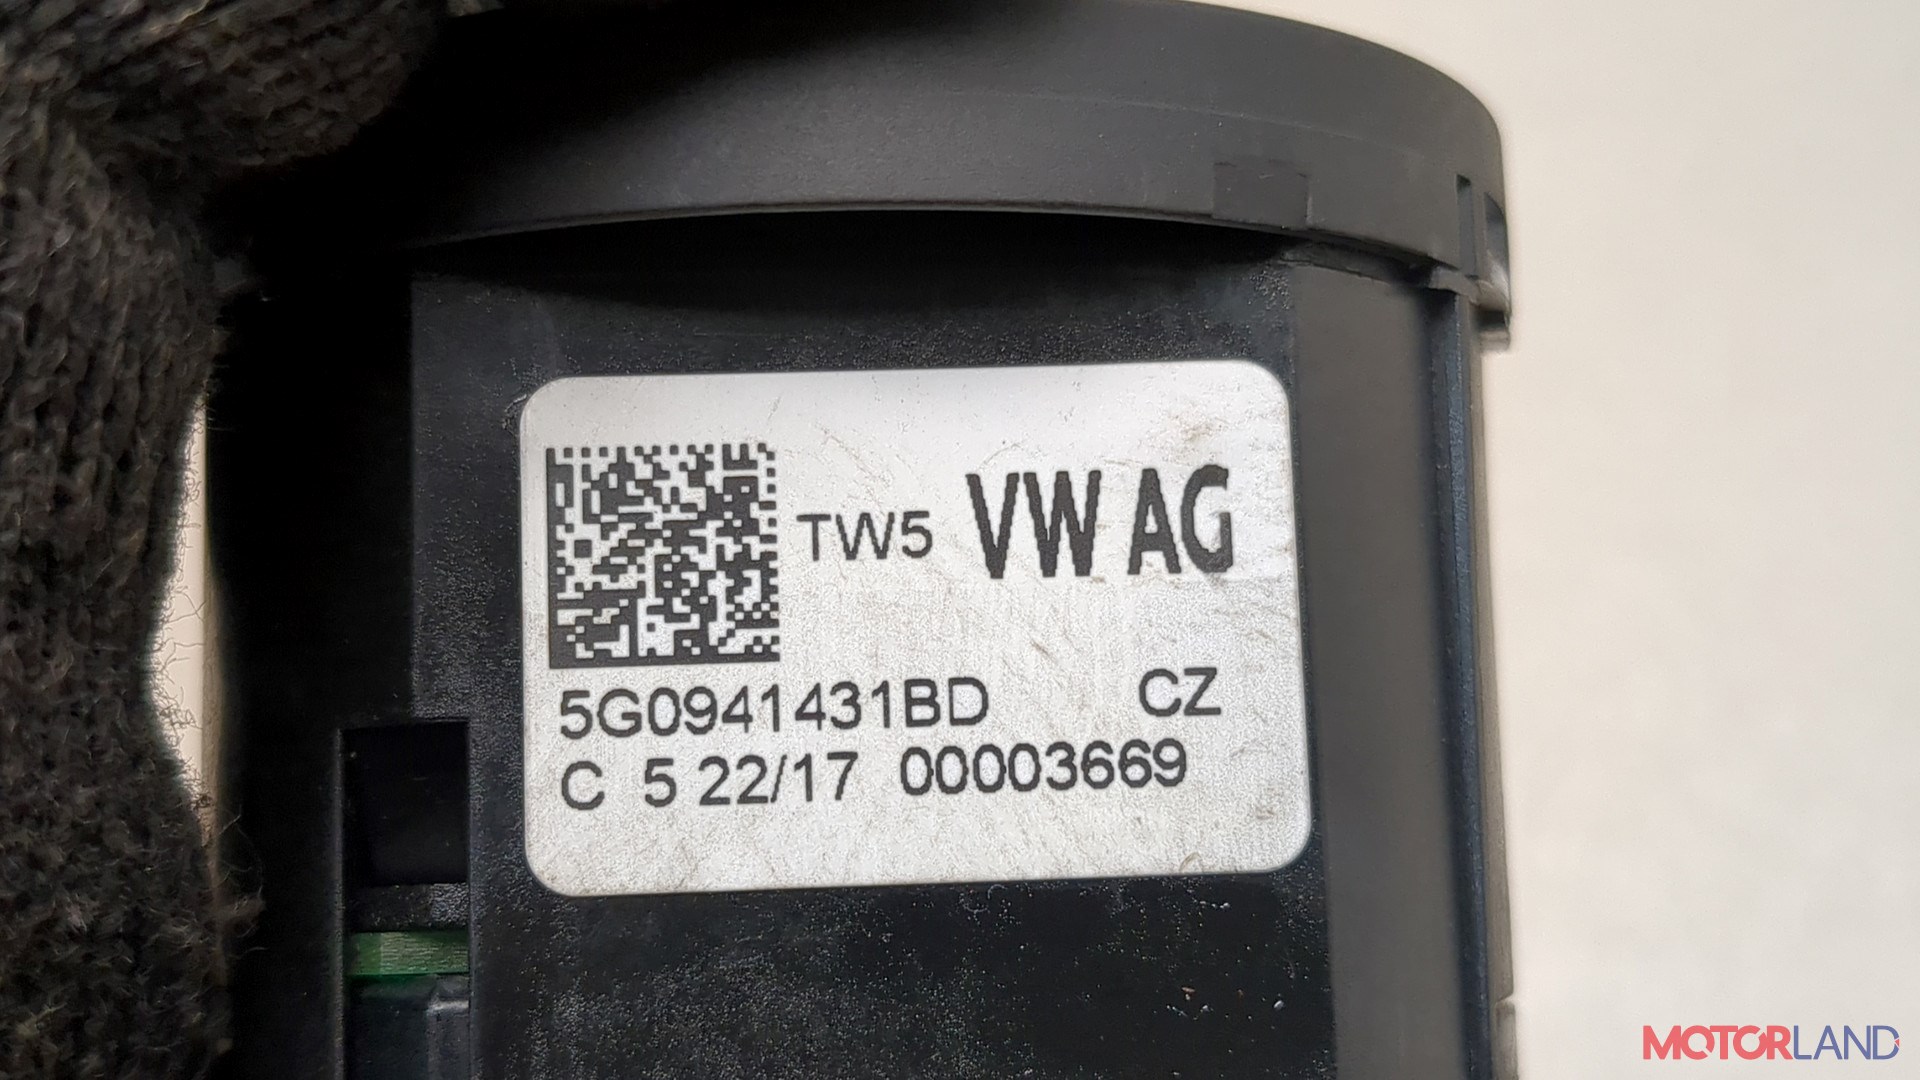 TW5 VW AG
5G0941431BD CZ
C 5 22/17 00003669
MOTORLAND